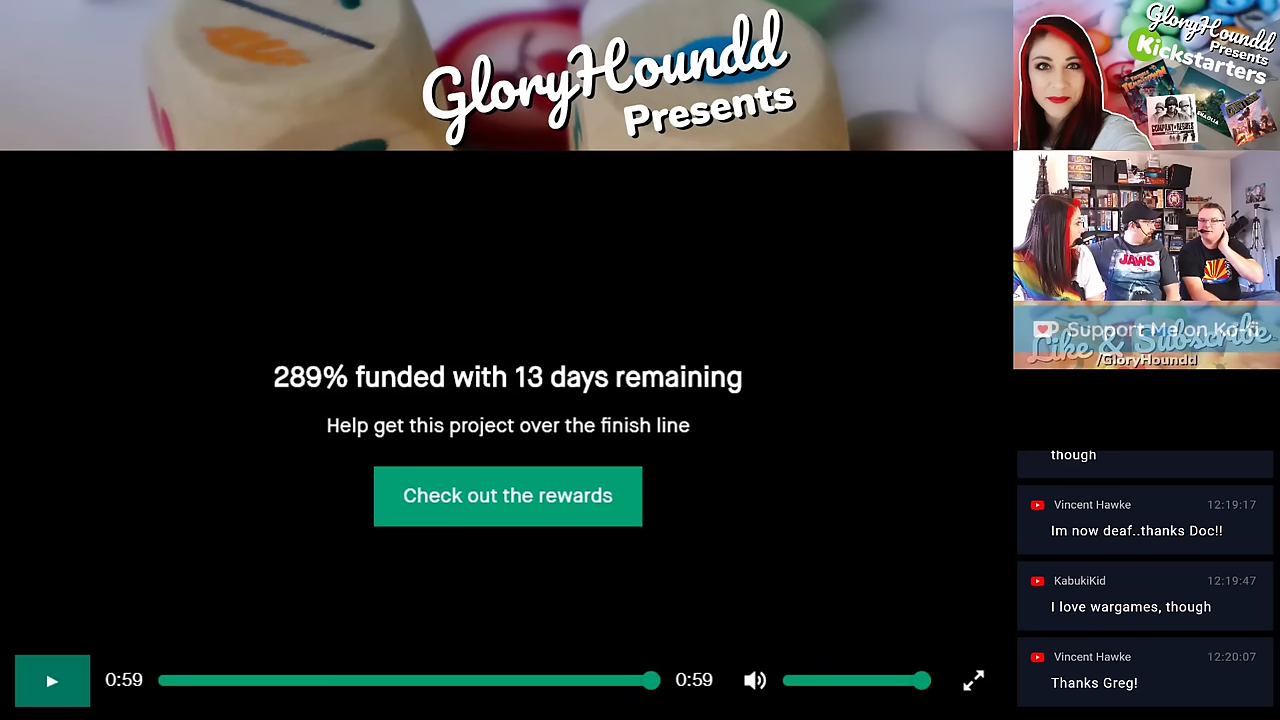 GloryHoundd
Presents
GloryHoundd
Presents
Kickstarters
COMPANY of HEROES
JAWS
Support Me on Ko-fi
Like & Subscribe
/GloryHoundd
289% funded with 13 days remaining
Help get this project over the finish line
Check out the rewards
0:59
0:59
though
Vincent Hawke 12:19:17
Im now deaf..thanks Doc!!
KabukiKid 12:19:47
I love wargames, though
Vincent Hawke 12:20:07
Thanks Greg!